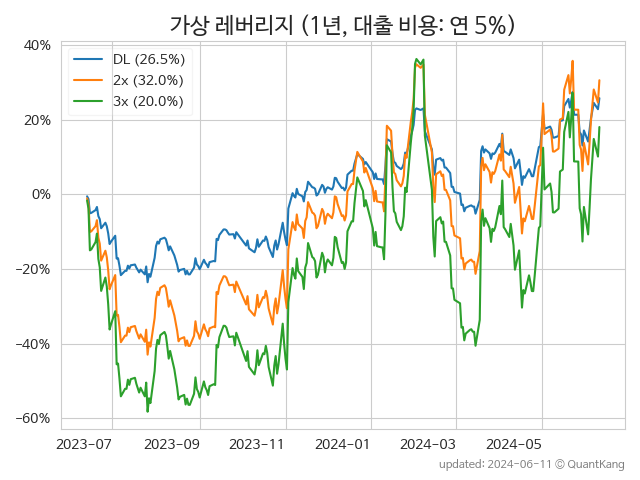 가상 레버리지 (1년, 대출 비용: 연 5%)
DL (26.5%)
2x (32.0%)
3x (20.0%)
40%
20%
0%
−20%
−40%
−60%
2023-07
2023-09
2023-11
2024-01
2024-03
2024-05
updated: 2024-06-11 © QuantKang